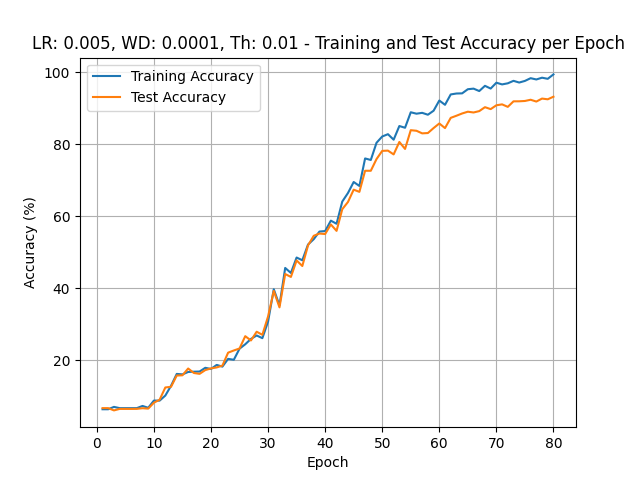 LR: 0.005, WD: 0.0001, Th: 0.01 - Training and Test Accuracy per Epoch
Training Accuracy
Test Accuracy
Accuracy (%)
100
80
60
40
20
0 10 20 30 40 50 60 70 80
Epoch